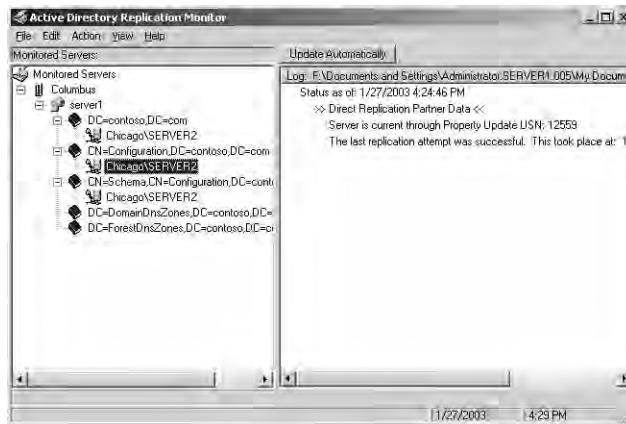 Active Directory Replication Monitor
File Edit Action View Help
Monitored Servers:
Update Automatically
Monitored Servers
Columbus
server1
DC=contoso,DC=com
Chicago\SERVER2
CN=Configuration,DC=contoso,DC=com
Chicago\SERVER2
CN=Schema,CN=Configuration,DC=conto
Chicago\SERVER2
DC=DomainDnsZones,DC=contoso,DC=
DC=ForestDnsZones,DC=contoso,DC=c
Log: F:\Documents and Settings\Administrator.SERVER1.005\My Docum
Status as of: 1/27/2003 4:24:46 PM
>> Direct Replication Partner Data <<
Server is current through Property Update USN: 12559
The last replication attempt was successful. This took place at: 1
1/27/2003 4:29 PM